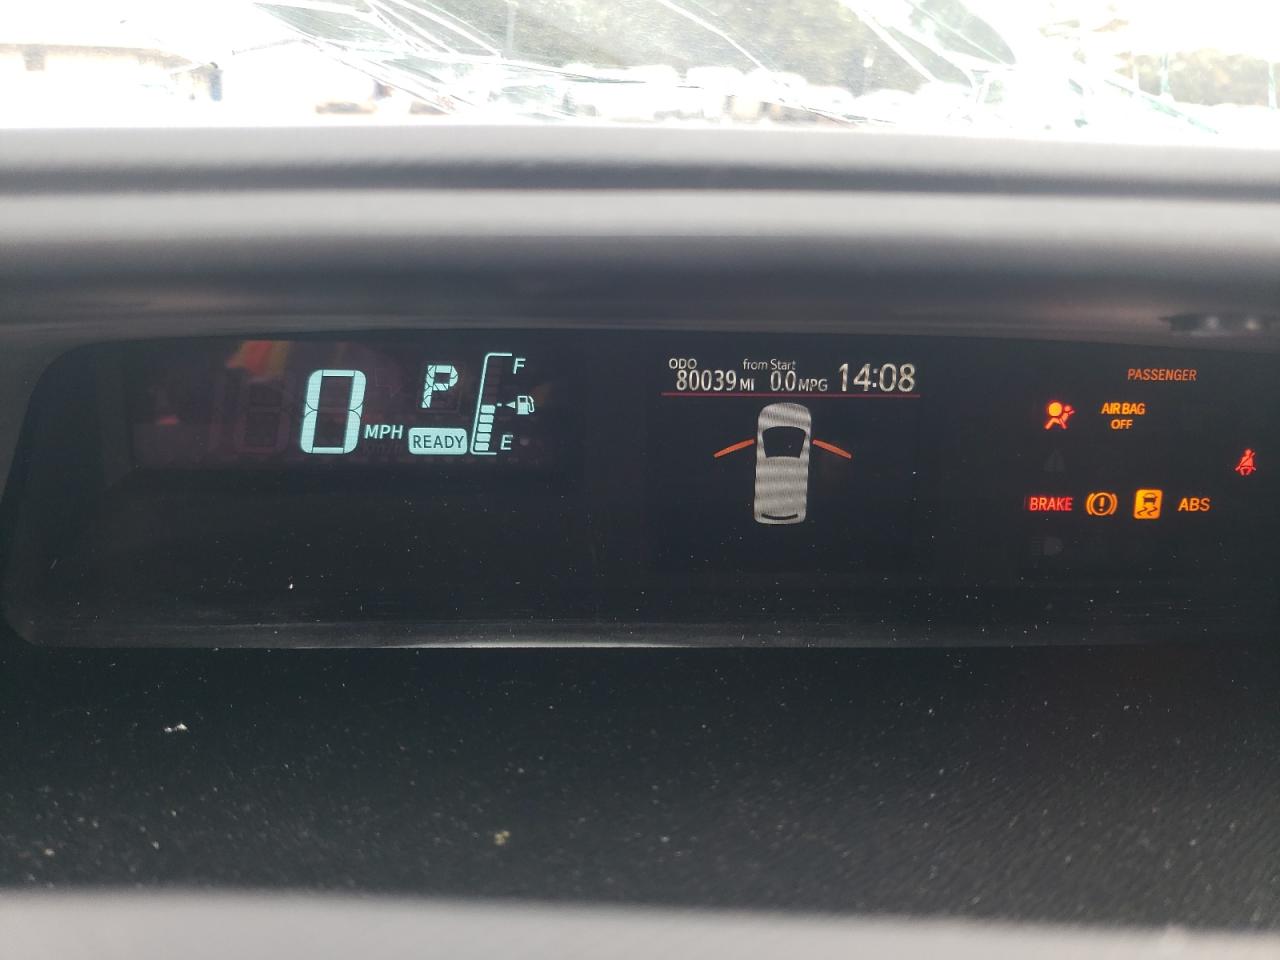 0 MPH
P
READY
F
E
ODO from Start
80039 MI 0.0 MPG 14:08
PASSENGER
AIR BAG
OFF
BRAKE ABS